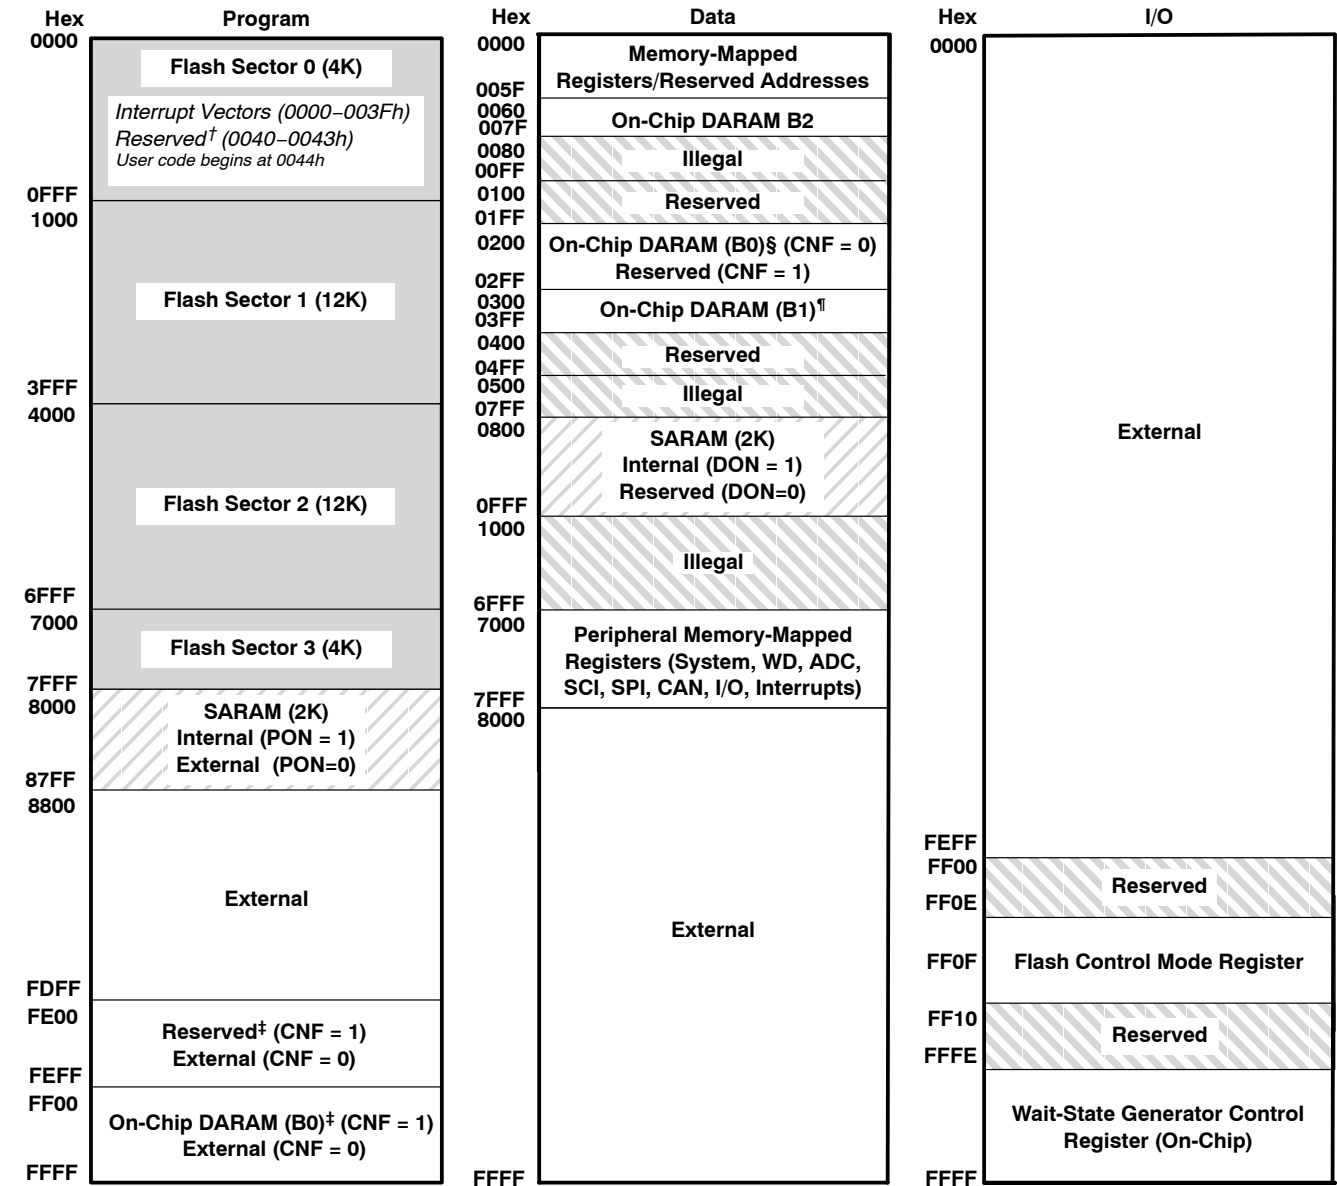 Hex Program
0000
Flash Sector 0 (4K)
Interrupt Vectors (0000–003Fh)
Reserved† (0040–0043h)
User code begins at 0044h
0FFF
1000
Flash Sector 1 (12K)
3FFF
4000
Flash Sector 2 (12K)
6FFF
7000
Flash Sector 3 (4K)
7FFF
8000
SARAM (2K)
Internal (PON = 1)
External (PON=0)
87FF
8800
External
FDFF
FE00
Reserved‡ (CNF = 1)
External (CNF = 0)
FEFF
FF00
On-Chip DARAM (B0)‡ (CNF = 1)
External (CNF = 0)
FFFF
Hex Data
0000
Memory-Mapped
Registers/Reserved Addresses
005F
0060
On-Chip DARAM B2
007F
0080
Illegal
00FF
0100
Reserved
01FF
0200
On-Chip DARAM (B0)§ (CNF = 0)
Reserved (CNF = 1)
02FF
0300
On-Chip DARAM (B1)¶
03FF
0400
Reserved
04FF
0500
Illegal
07FF
0800
SARAM (2K)
Internal (DON = 1)
Reserved (DON=0)
0FFF
1000
Illegal
6FFF
7000
Peripheral Memory-Mapped
Registers (System, WD, ADC,
SCI, SPI, CAN, I/O, Interrupts)
7FFF
8000
External
FFFF
Hex I/O
0000
External
FEFF
FF00
Reserved
FF0E
FF0F Flash Control Mode Register
FF10
Reserved
FFFE
Wait-State Generator Control
Register (On-Chip)
FFFF